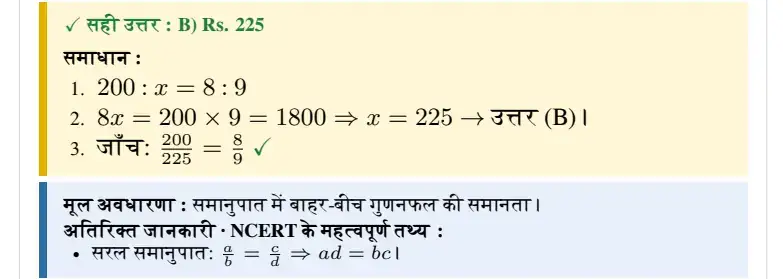 ✓ सही उत्तर : B) Rs. 225
समाधान :
1. 200 : x = 8 : 9
2. 8x = 200 × 9 = 1800 ⇒ x = 225 → उत्तर (B)।
3. जाँच: 200/225 = 8/9 ✓
मूल अवधारणा : समानुपात में बाहर-बीच गुणनफल की समानता।
अतिरिक्त जानकारी · NCERT के महत्वपूर्ण तथ्य :
• सरल समानुपात: a/b = c/d ⇒ ad = bc।